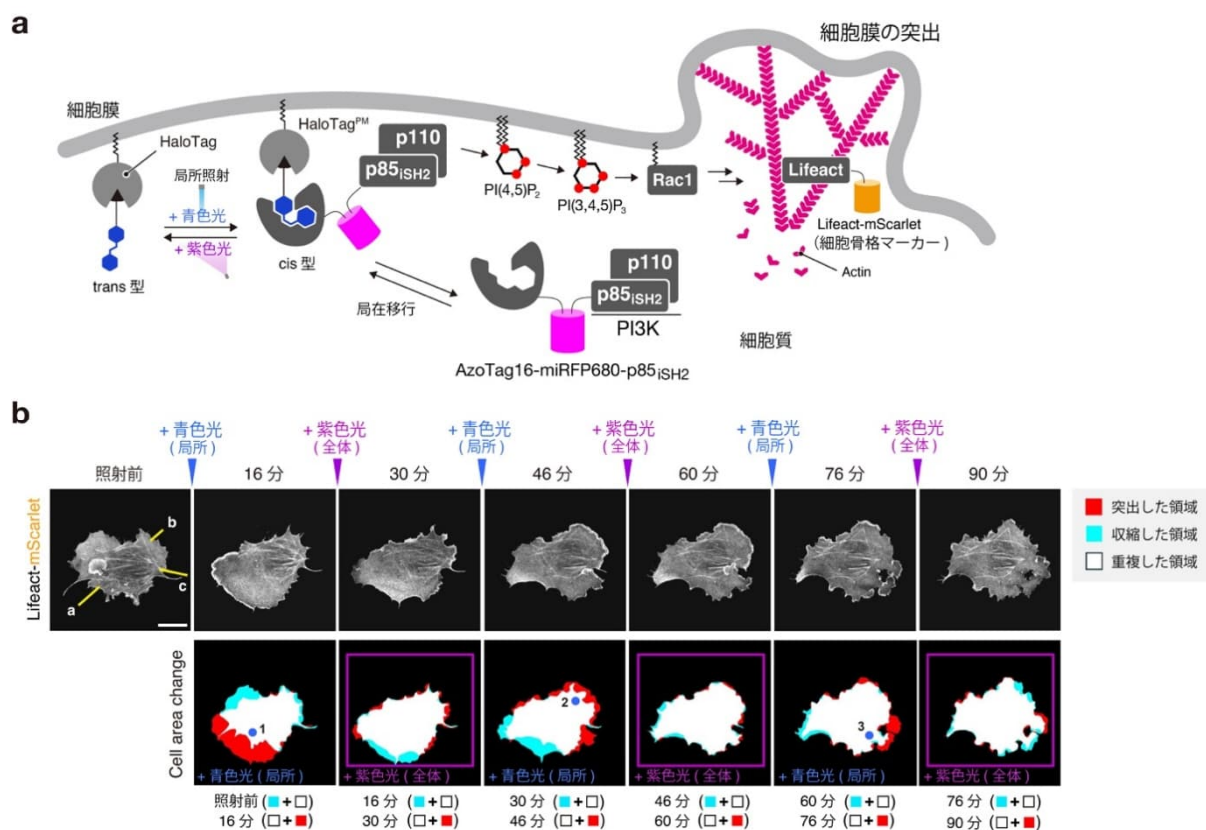 a
細胞膜の突出
細胞膜
HaloTag
HaloTagPM
p110
p85iSH2
局所照射
+ 青色光
+ 紫色光
trans 型
cis 型
PI(4,5)P2
PI(3,4,5)P3
Rac1
Lifeact
Lifeact-mScarlet
(細胞骨格マーカー)
Actin
局在移行
p110
p85iSH2
PI3K
AzoTag16-miRFP680-p85iSH2
細胞質
b
+ 青色光
(局所)
+ 紫色光
(全体)
+ 青色光
(局所)
+ 紫色光
(全体)
+ 青色光
(局所)
+ 紫色光
(全体)
照射前 16 分 30 分 46 分 60 分 76 分 90 分
Lifeact-mScarlet
a
b
c
突出した領域
収縮した領域
重複した領域
Cell area change
1
2
3
+ 青色光 (局所) + 紫色光 (全体) + 青色光 (局所) + 紫色光 (全体) + 青色光 (局所) + 紫色光 (全体)
照射前 (■+□) 16 分 (■+□) 30 分 (■+□) 46 分 (■+□) 60 分 (■+□) 76 分 (■+□)
16 分 (□+■) 30 分 (□+■) 46 分 (□+■) 60 分 (□+■) 76 分 (□+■) 90 分 (□+■)